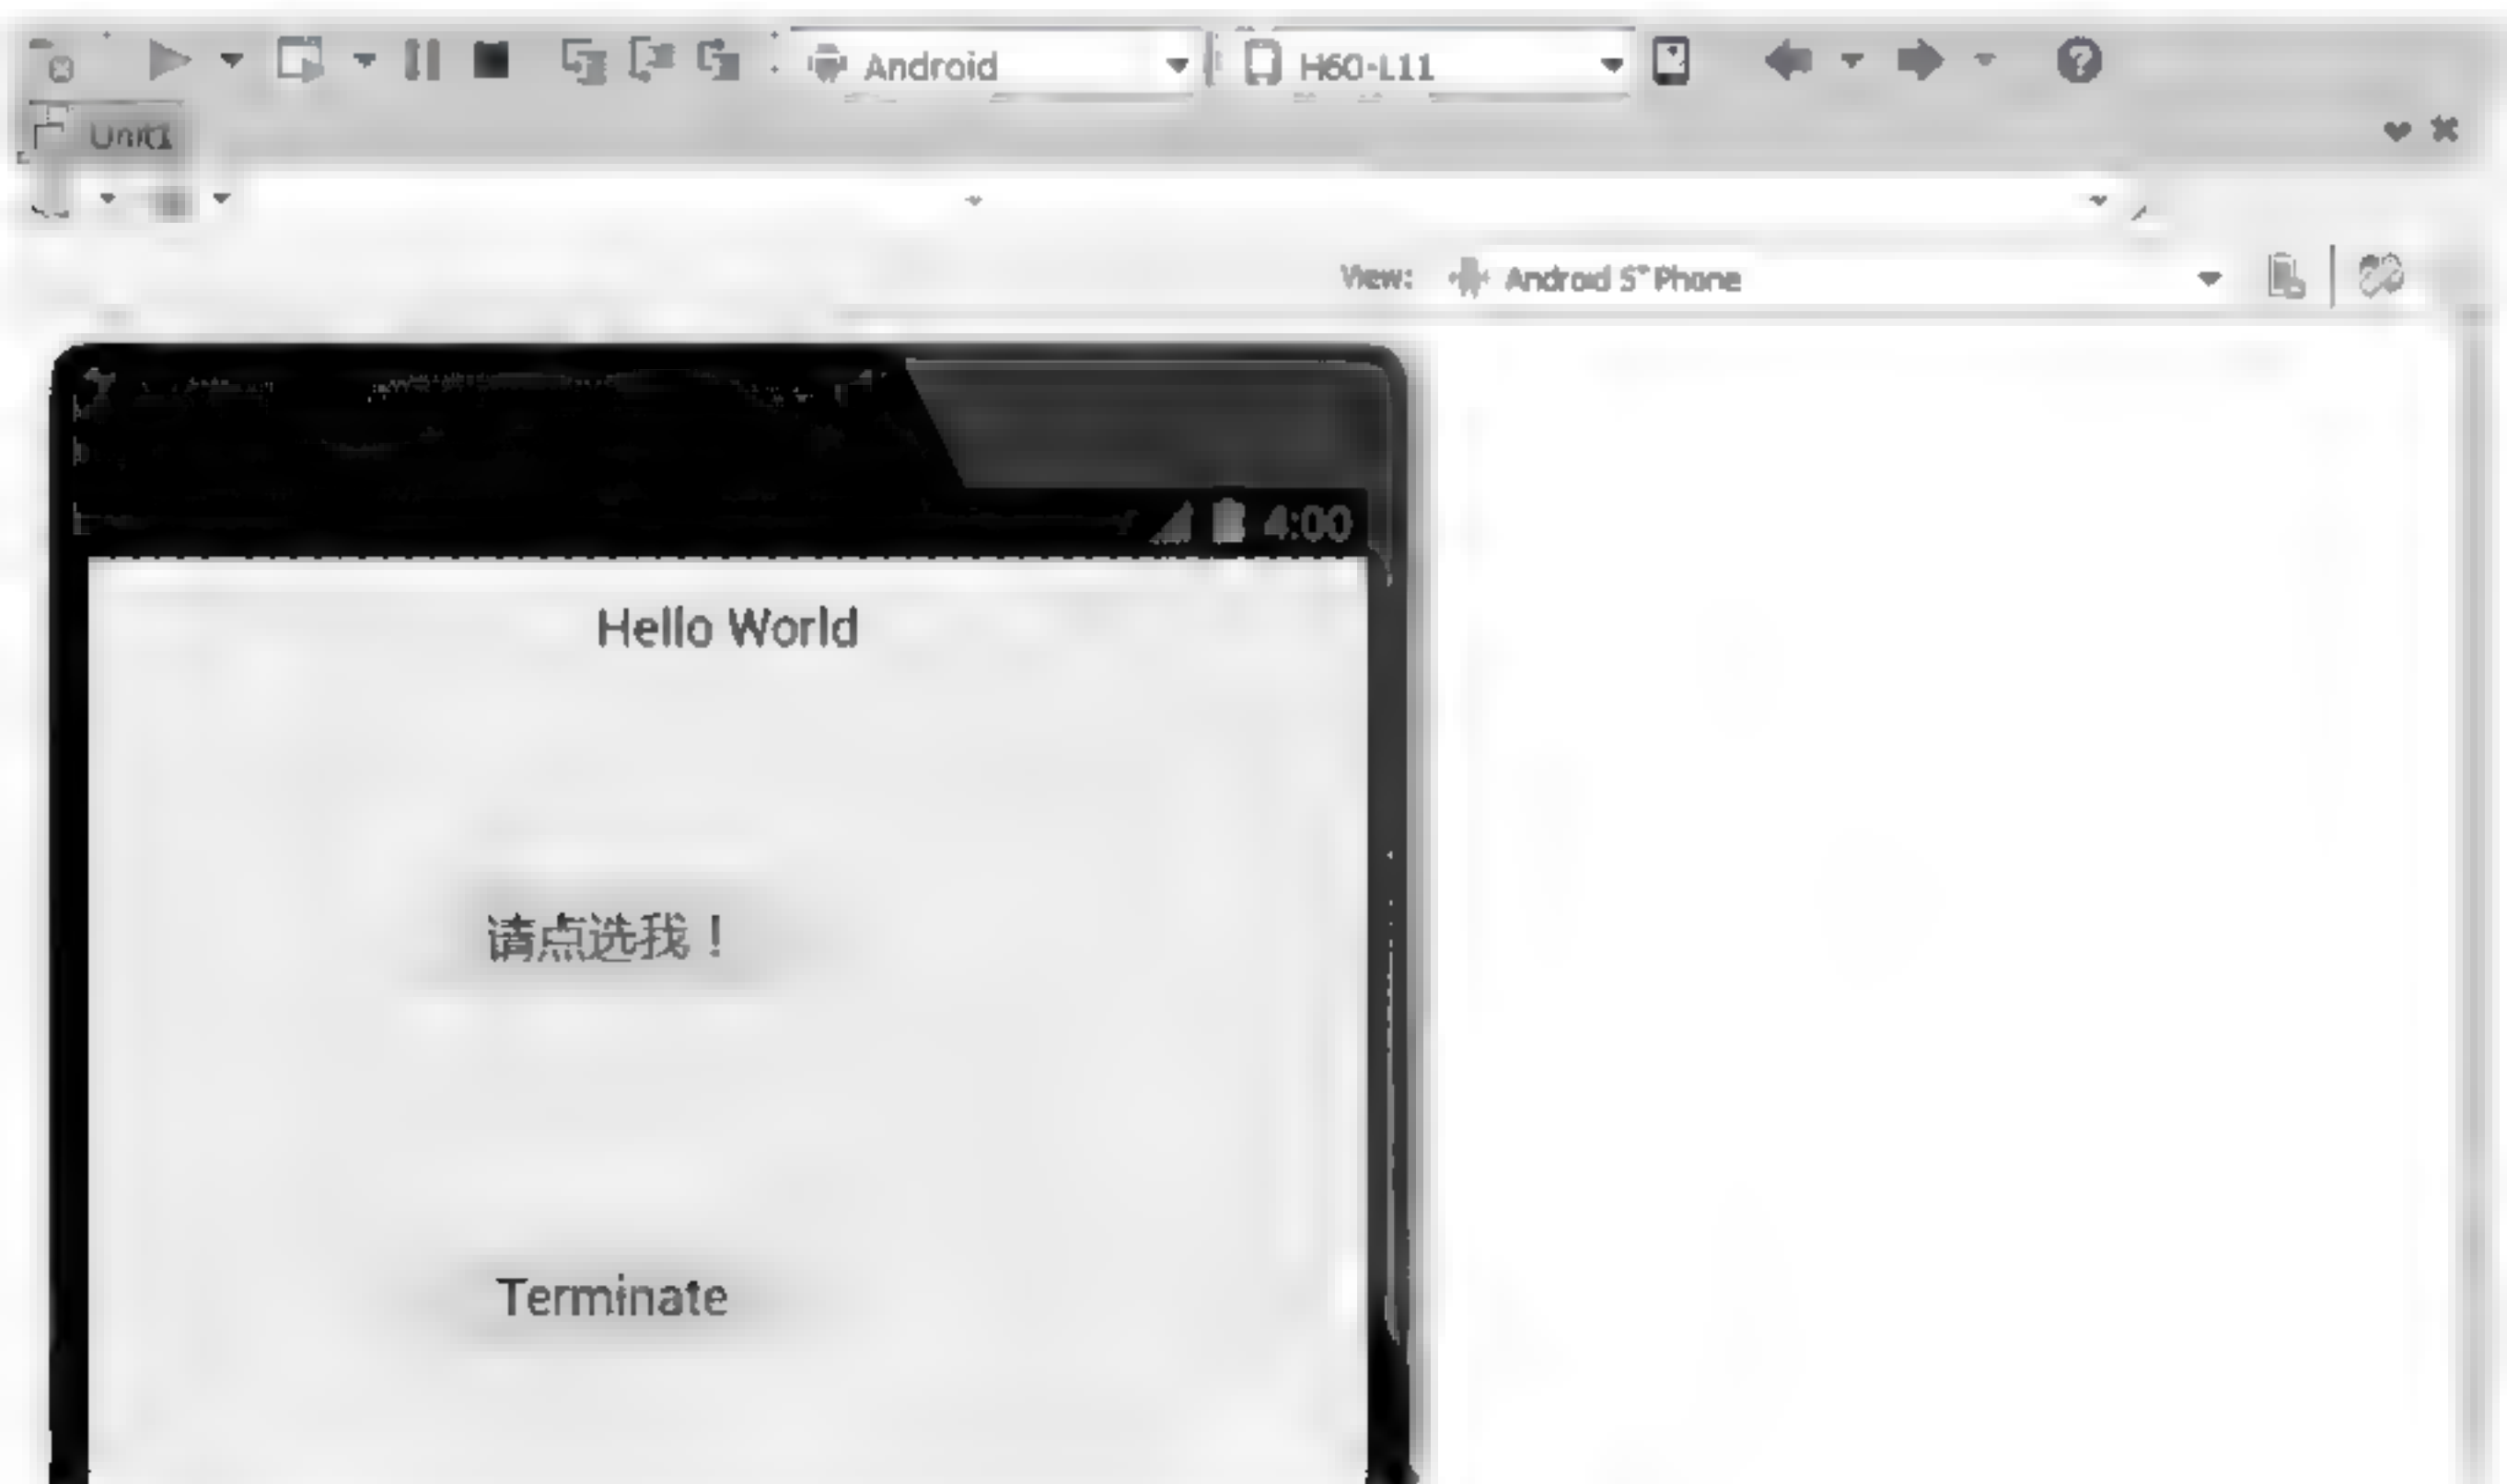 Android H60-L11
Unit1
View: Android 5" Phone
4:00
Hello World
请点选我！
Terminate